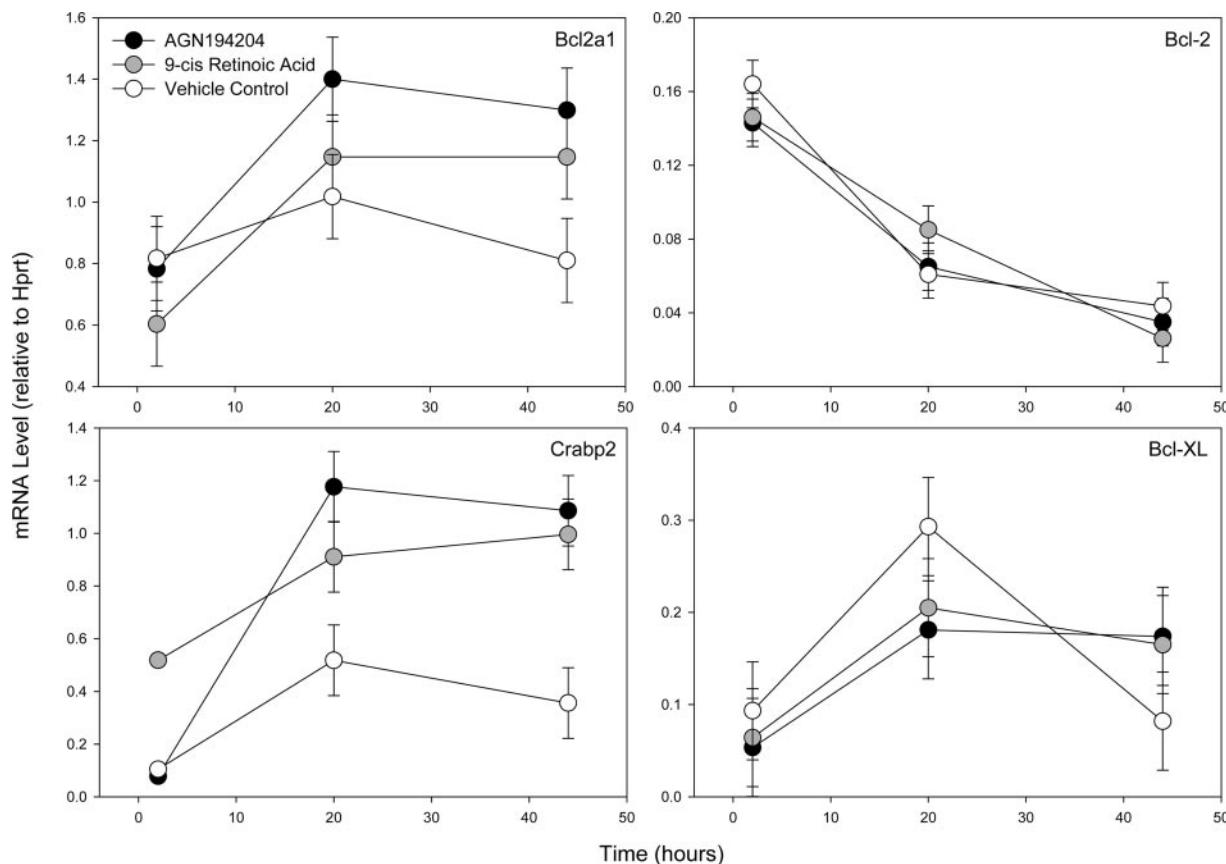 mRNA Level (relative to Hprt)
Bcl2a1
AGN194204
9-cis Retinoic Acid
Vehicle Control
1.6
1.4
1.2
1.0
0.8
0.6
0.4
0 10 20 30 40 50
Bcl-2
0.20
0.16
0.12
0.08
0.04
0.00
0 10 20 30 40 50
Crabp2
1.4
1.2
1.0
0.8
0.6
0.4
0.2
0.0
0 10 20 30 40 50
Bcl-XL
0.4
0.3
0.2
0.1
0.0
0 10 20 30 40 50
Time (hours)